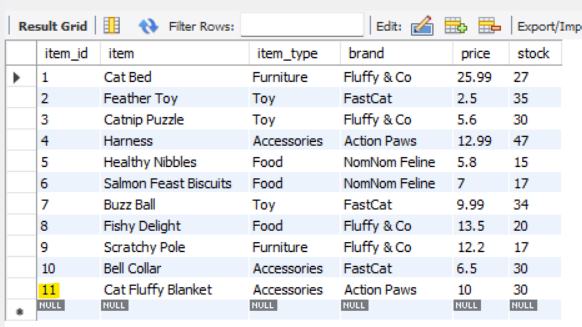 Result Grid Filter Rows: Edit: Export/Imp
item_id item item_type brand price stock
1 Cat Bed Furniture Fluffy & Co 25.99 27
2 Feather Toy Toy FastCat 2.5 35
3 Catnip Puzzle Toy Fluffy & Co 5.6 30
4 Harness Accessories Action Paws 12.99 47
5 Healthy Nibbles Food NomNom Feline 5.8 15
6 Salmon Feast Biscuits Food NomNom Feline 7 17
7 Buzz Ball Toy FastCat 9.99 34
8 Fishy Delight Food Fluffy & Co 13.5 20
9 Scratchy Pole Furniture Fluffy & Co 12.2 17
10 Bell Collar Accessories FastCat 6.5 30
11 Cat Fluffy Blanket Accessories Action Paws 10 30
NULL NULL NULL NULL NULL NULL